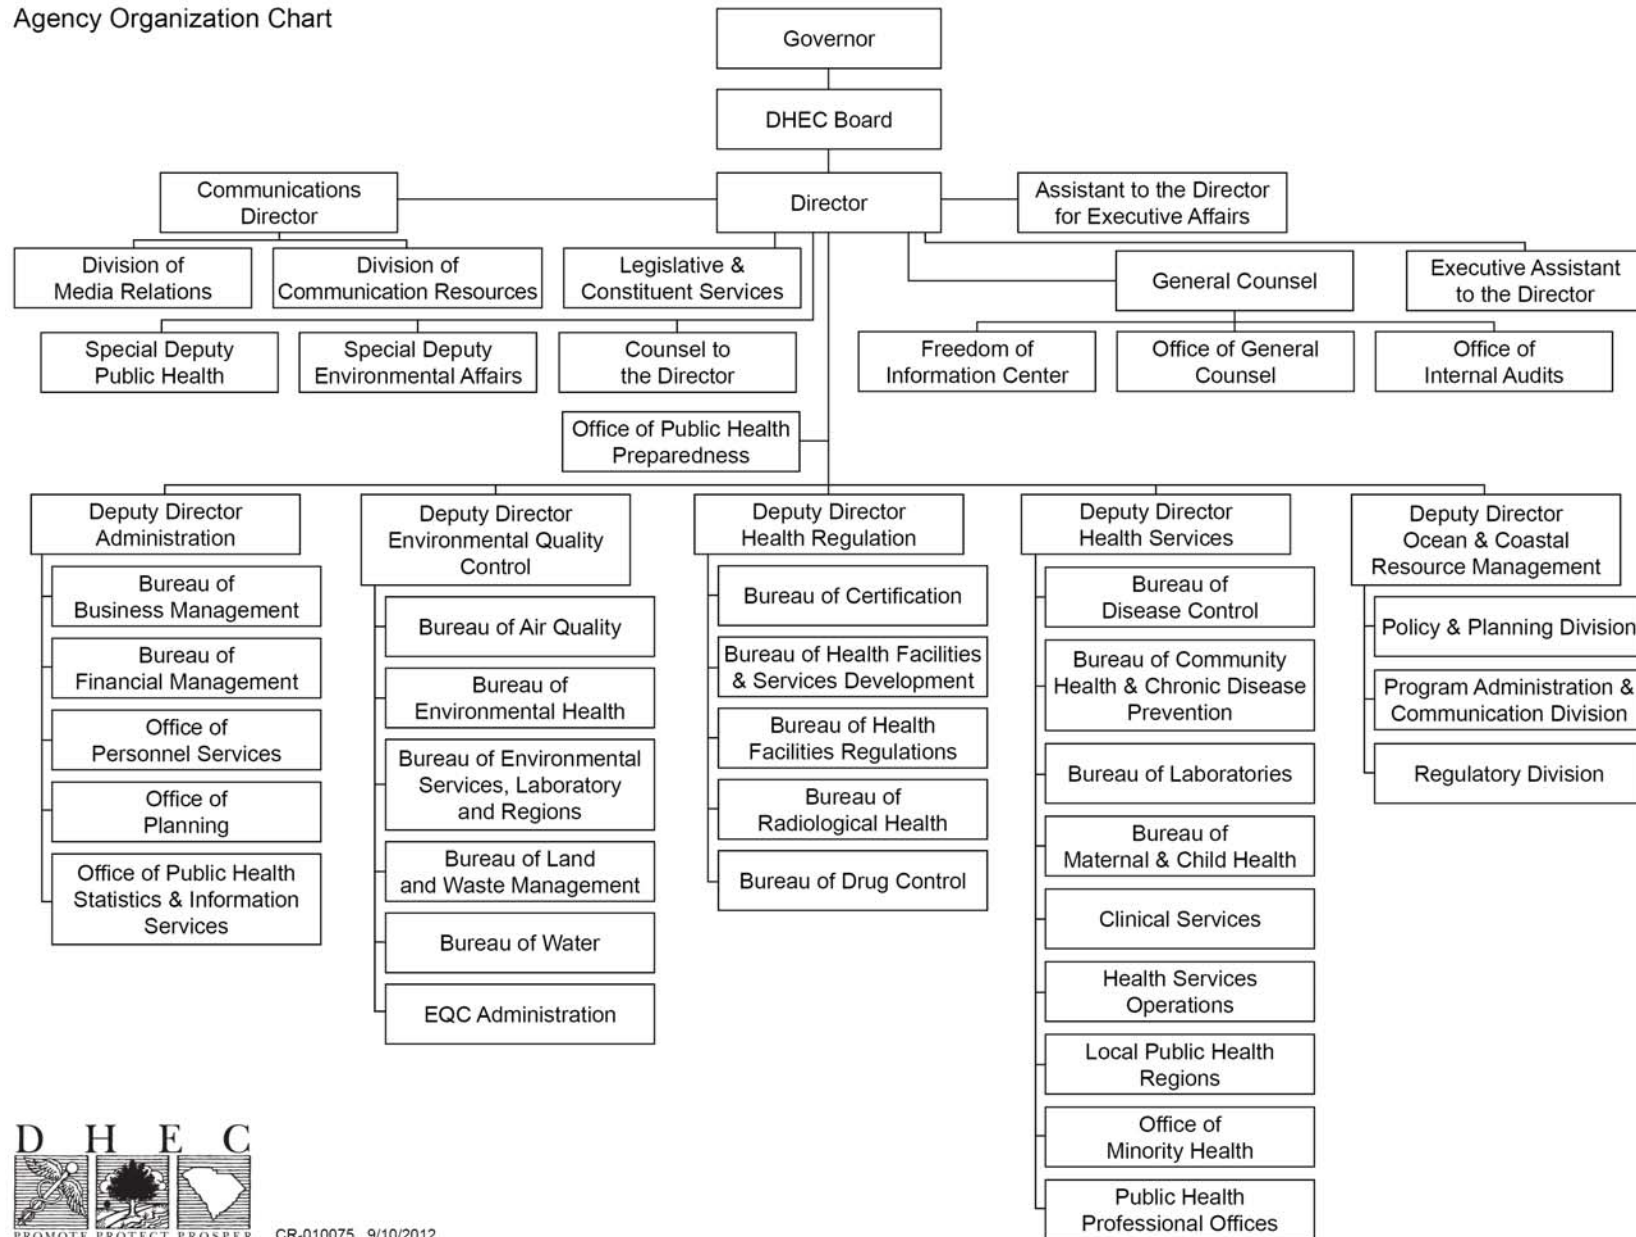 Agency Organization Chart
Governor
DHEC Board
Communications
Director
Director
Assistant to the Director
for Executive Affairs
Division of
Media Relations
Division of
Communication Resources
Legislative &
Constituent Services
General Counsel
Executive Assistant
to the Director
Special Deputy
Public Health
Special Deputy
Environmental Affairs
Counsel to
the Director
Freedom of
Information Center
Office of General
Counsel
Office of
Internal Audits
Office of Public Health
Preparedness
Deputy Director
Administration
Bureau of
Business Management
Bureau of
Financial Management
Office of
Personnel Services
Office of
Planning
Office of Public Health
Statistics & Information
Services
Deputy Director
Environmental Quality
Control
Bureau of Air Quality
Bureau of
Environmental Health
Bureau of Environmental
Services, Laboratory
and Regions
Bureau of Land
and Waste Management
Bureau of Water
EQC Administration
Deputy Director
Health Regulation
Bureau of Certification
Bureau of Health Facilities
& Services Development
Bureau of Health
Facilities Regulations
Bureau of
Radiological Health
Bureau of Drug Control
Deputy Director
Health Services
Bureau of
Disease Control
Bureau of Community
Health & Chronic Disease
Prevention
Bureau of Laboratories
Bureau of
Maternal & Child Health
Clinical Services
Health Services
Operations
Local Public Health
Regions
Office of
Minority Health
Public Health
Professional Offices
Deputy Director
Ocean & Coastal
Resource Management
Policy & Planning Division
Program Administration &
Communication Division
Regulatory Division
D H E C
PROMOTE PROTECT PROSPER
CR-010075 9/10/2012